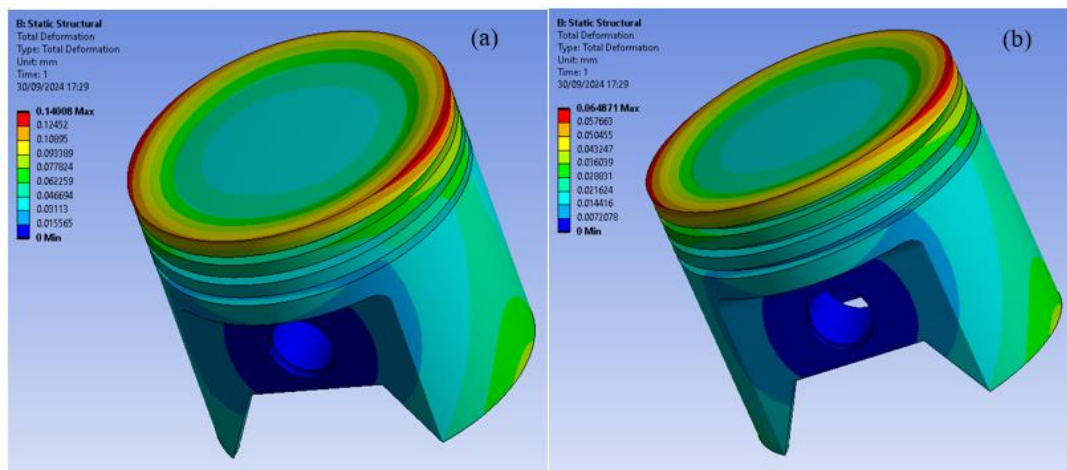 B: Static Structural
Total Deformation
Type: Total Deformation
Unit: mm
Time: 1
30/09/2024 17:29
0.14008 Max
0.12452
0.10895
0.093389
0.077824
0.062259
0.046694
0.03113
0.015565
0 Min
(a)
B: Static Structural
Total Deformation
Type: Total Deformation
Unit: mm
Time: 1
30/09/2024 17:29
0.064871 Max
0.057663
0.050455
0.043247
0.036039
0.028831
0.021624
0.014416
0.0072078
0 Min
(b)